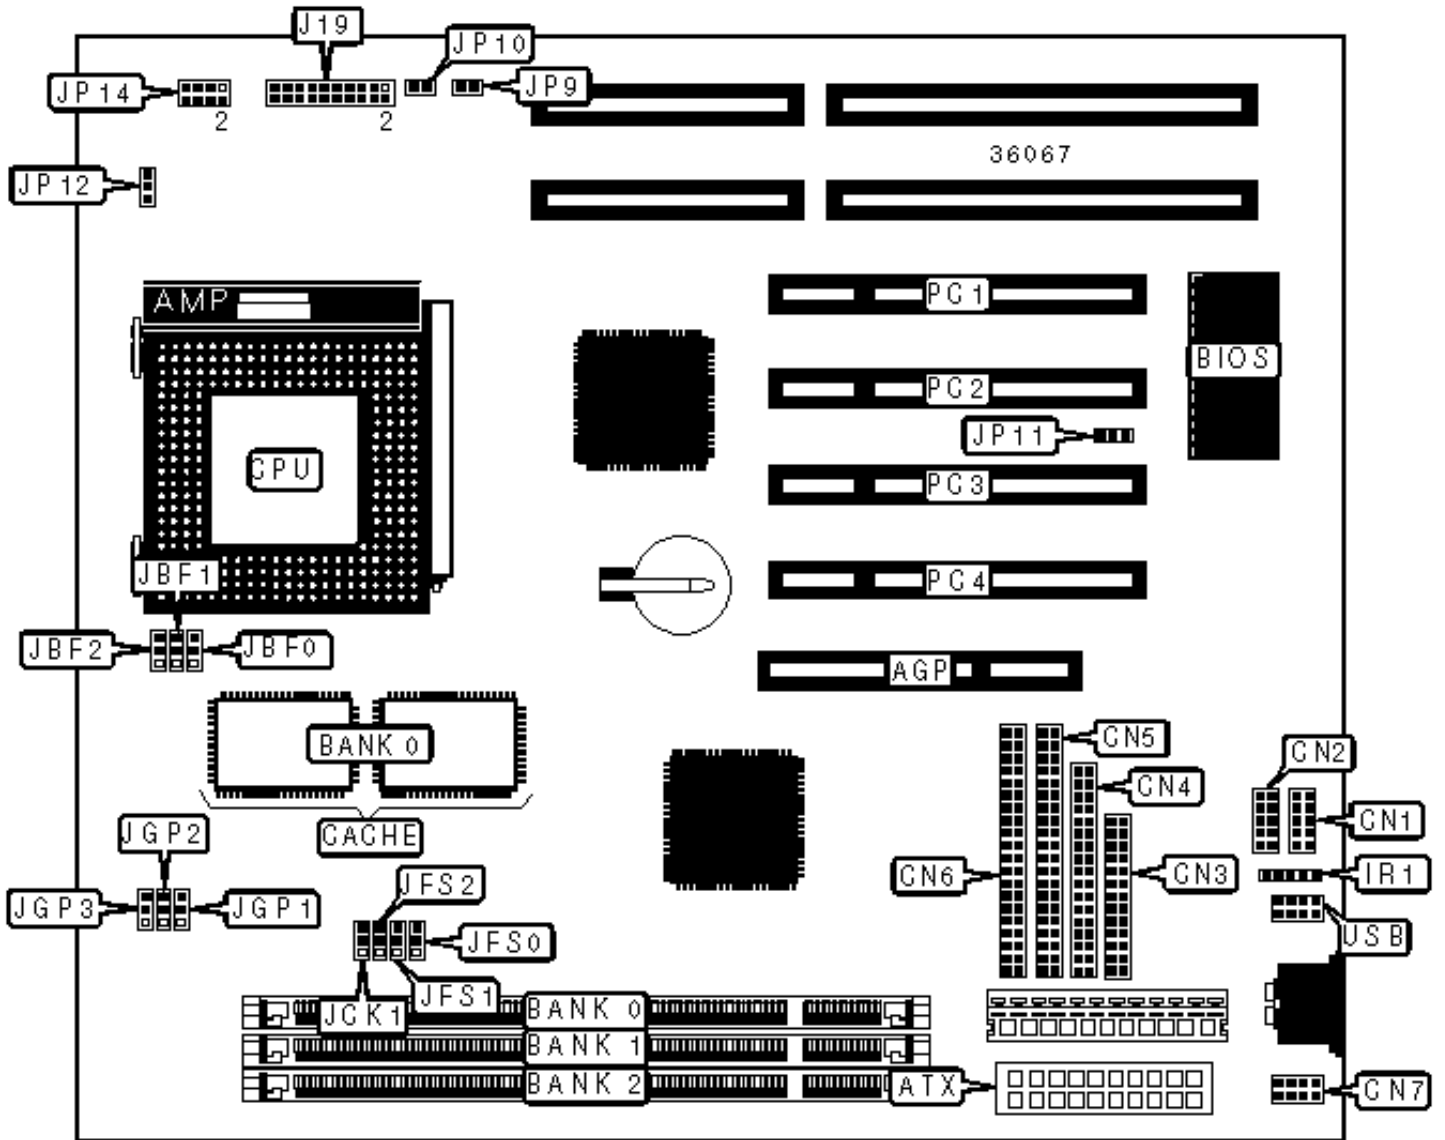 J19
JP10
JP14
JP9
2
2
36067
JP12
PC1
AMP
BIOS
PC2
JP11
CPU
PC3
JBF1
PC4
JBF2
JBF0
AGP
BANK 0
CN5
CN2
CN4
JGP2
CACHE
CN1
CN6
CN3
IR1
JFS2
JGP3
JGP1
USB
JFS0
JFS1
JCK1
BANK 0
BANK 1
BANK 2
ATX
CN7